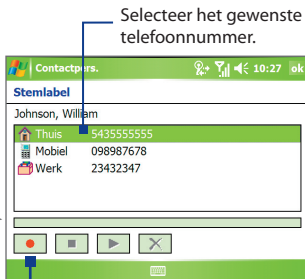 Selecteer het gewenste
telefoonnummer.
Contactpers. 10:27 ok
Stemlabel
Johnson, William
Thuis 5435555555
Mobiel 098987678
Werk 23432347